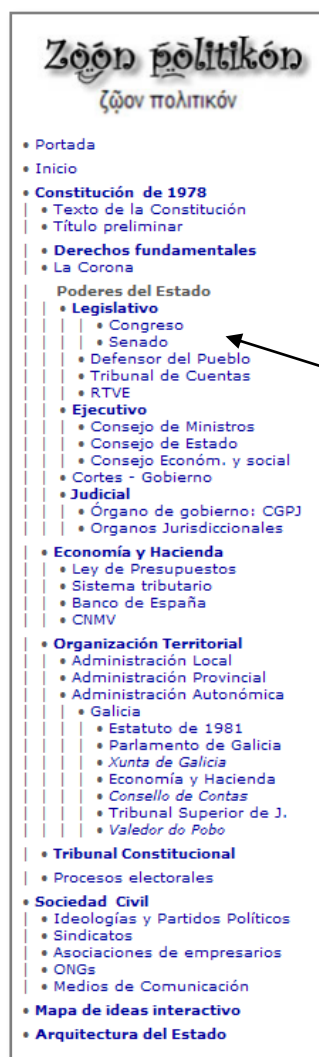 Zòón pòlitikón
ζῷον πολιτικόν
Portada
Inicio
Constitución de 1978
Texto de la Constitución
Título preliminar
Derechos fundamentales
La Corona
Poderes del Estado
Legislativo
Congreso
Senado
Defensor del Pueblo
Tribunal de Cuentas
RTVE
Ejecutivo
Consejo de Ministros
Consejo de Estado
Consejo Económ. y social
Cortes - Gobierno
Judicial
Órgano de gobierno: CGPJ
Organos Jurisdiccionales
Economía y Hacienda
Ley de Presupuestos
Sistema tributario
Banco de España
CNMV
Organización Territorial
Administración Local
Administración Provincial
Administración Autonómica
Galicia
Estatuto de 1981
Parlamento de Galicia
Xunta de Galicia
Economía y Hacienda
Consello de Contas
Tribunal Superior de J.
Valedor do Pobo
Tribunal Constitucional
Procesos electorales
Sociedad Civil
Ideologías y Partidos Políticos
Sindicatos
Asociaciones de empresarios
ONGs
Medios de Comunicación
Mapa de ideas interactivo
Arquitectura del Estado